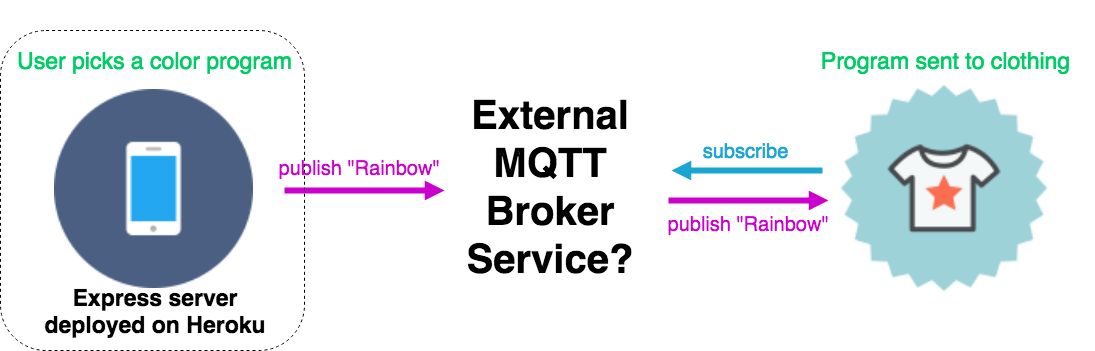 User picks a color program
Express server
deployed on Heroku
publish "Rainbow"
External
MQTT
Broker
Service?
subscribe
publish "Rainbow"
Program sent to clothing